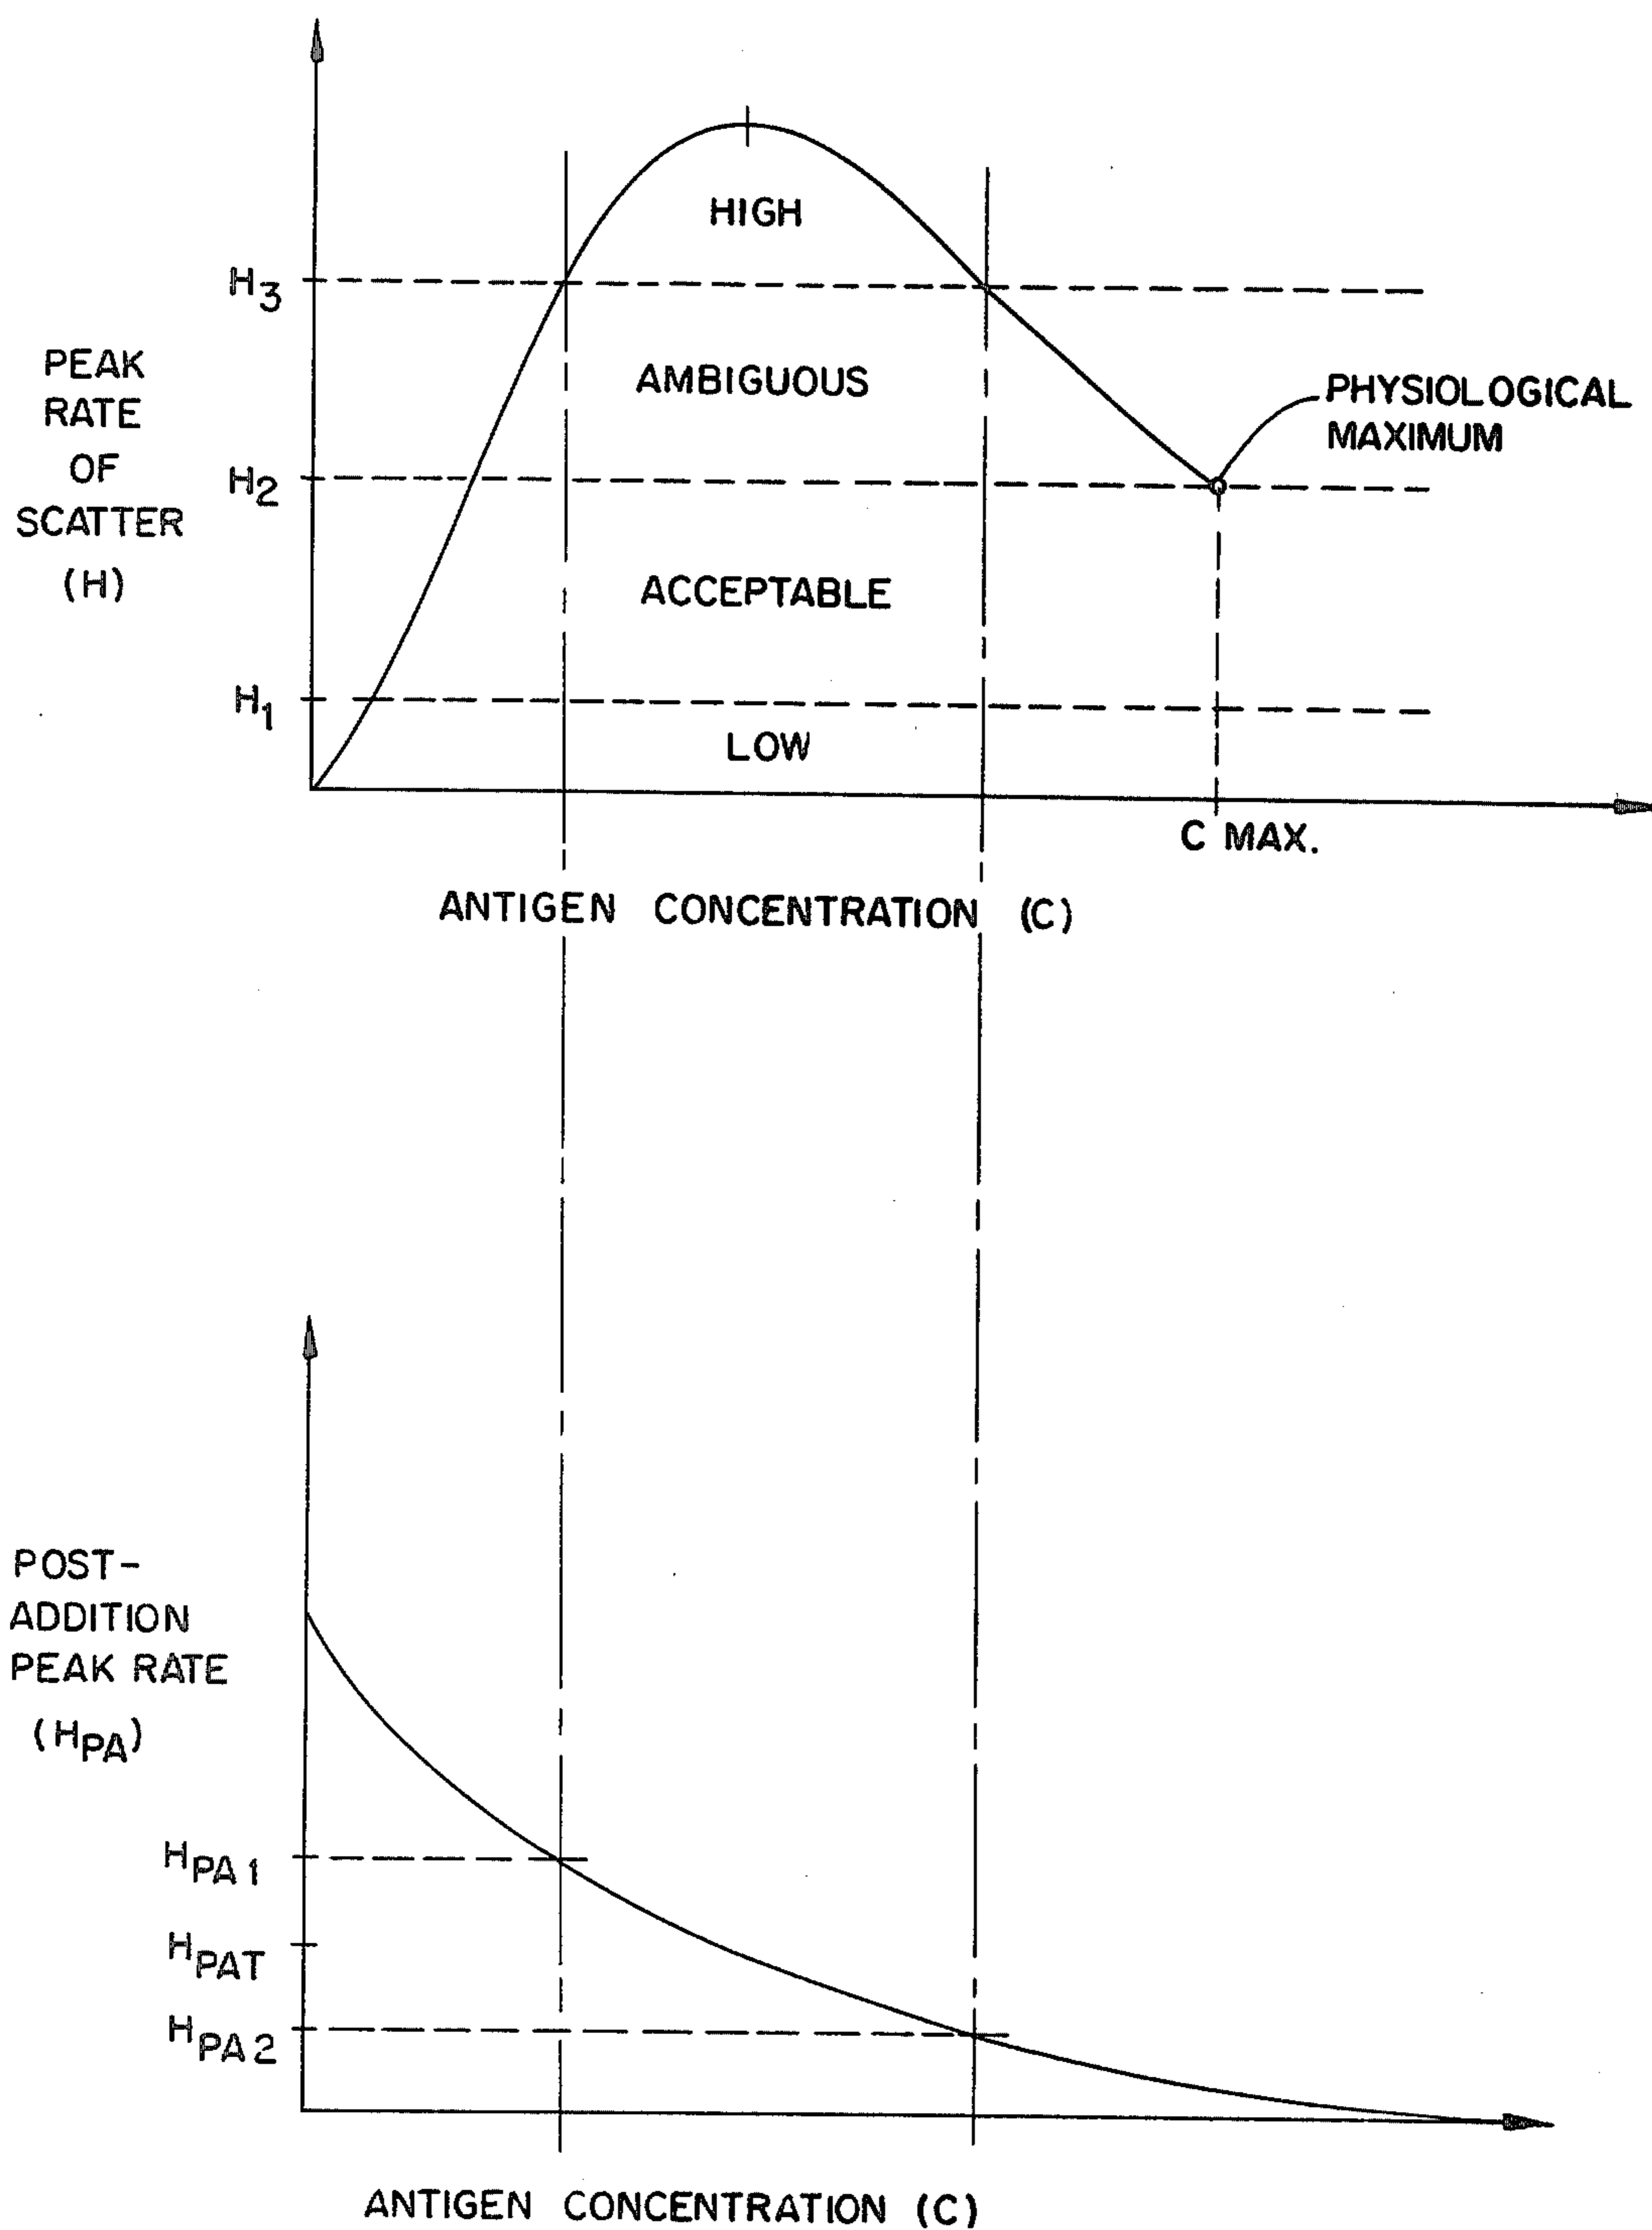 HIGH
H3
AMBIGUOUS
PEAK
RATE
OF
SCATTER
(H)
PHYSIOLOGICAL
MAXIMUM
H2
ACCEPTABLE
H1
LOW
C MAX.
ANTIGEN CONCENTRATION (C)
POST-
ADDITION
PEAK RATE
(HPA)
HPA1
HPAT
HPA2
ANTIGEN CONCENTRATION (C)